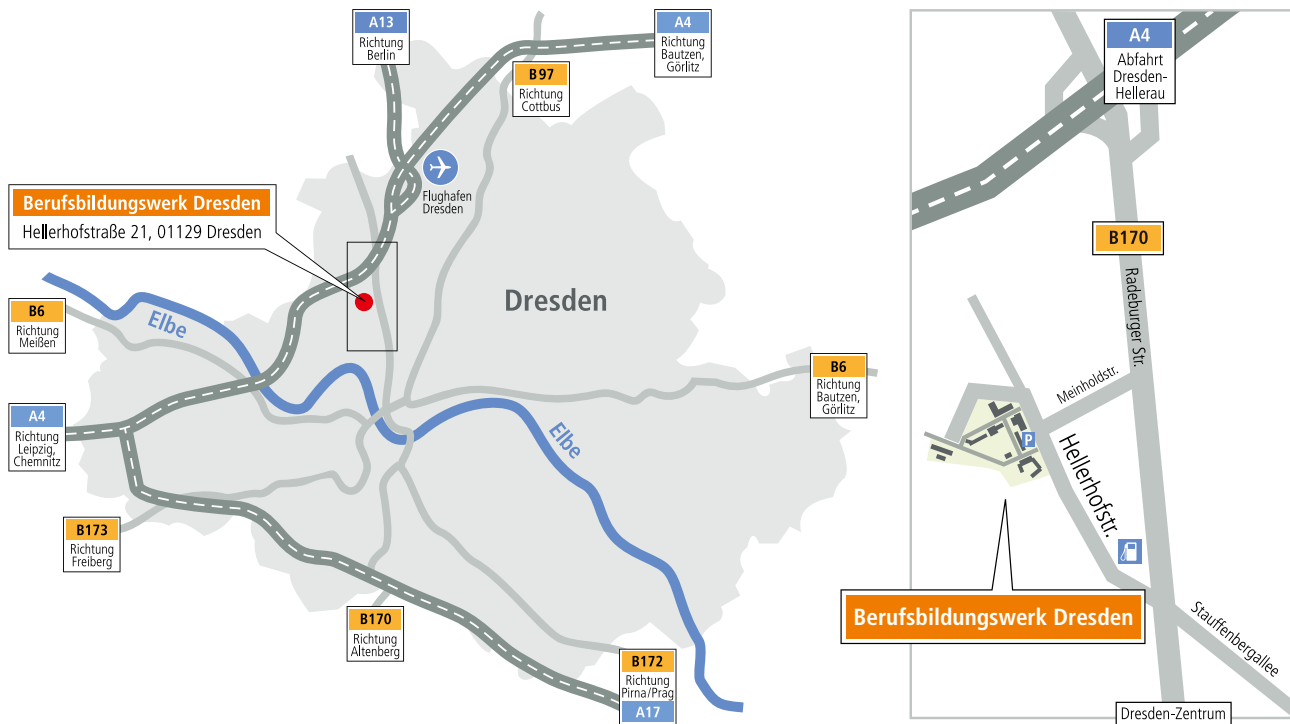 A13
Richtung
Berlin
A4
Richtung
Bautzen,
Görlitz
B97
Richtung
Cottbus
Flughafen
Dresden
Berufsbildungswerk Dresden
Hellerhofstraße 21, 01129 Dresden
Dresden
Elbe
B6
Richtung
Meißen
B6
Richtung
Bautzen,
Görlitz
A4
Richtung
Leipzig,
Chemnitz
Elbe
B173
Richtung
Freiberg
B170
Richtung
Altenberg
B172
Richtung
Pirna/Prag
A17
A4
Abfahrt
Dresden-
Hellerau
B170
Radeburger Str.
Meinholdstr.
P
Hellerhofstr.
Berufsbildungswerk Dresden
Stauffenbergallee
Dresden-Zentrum